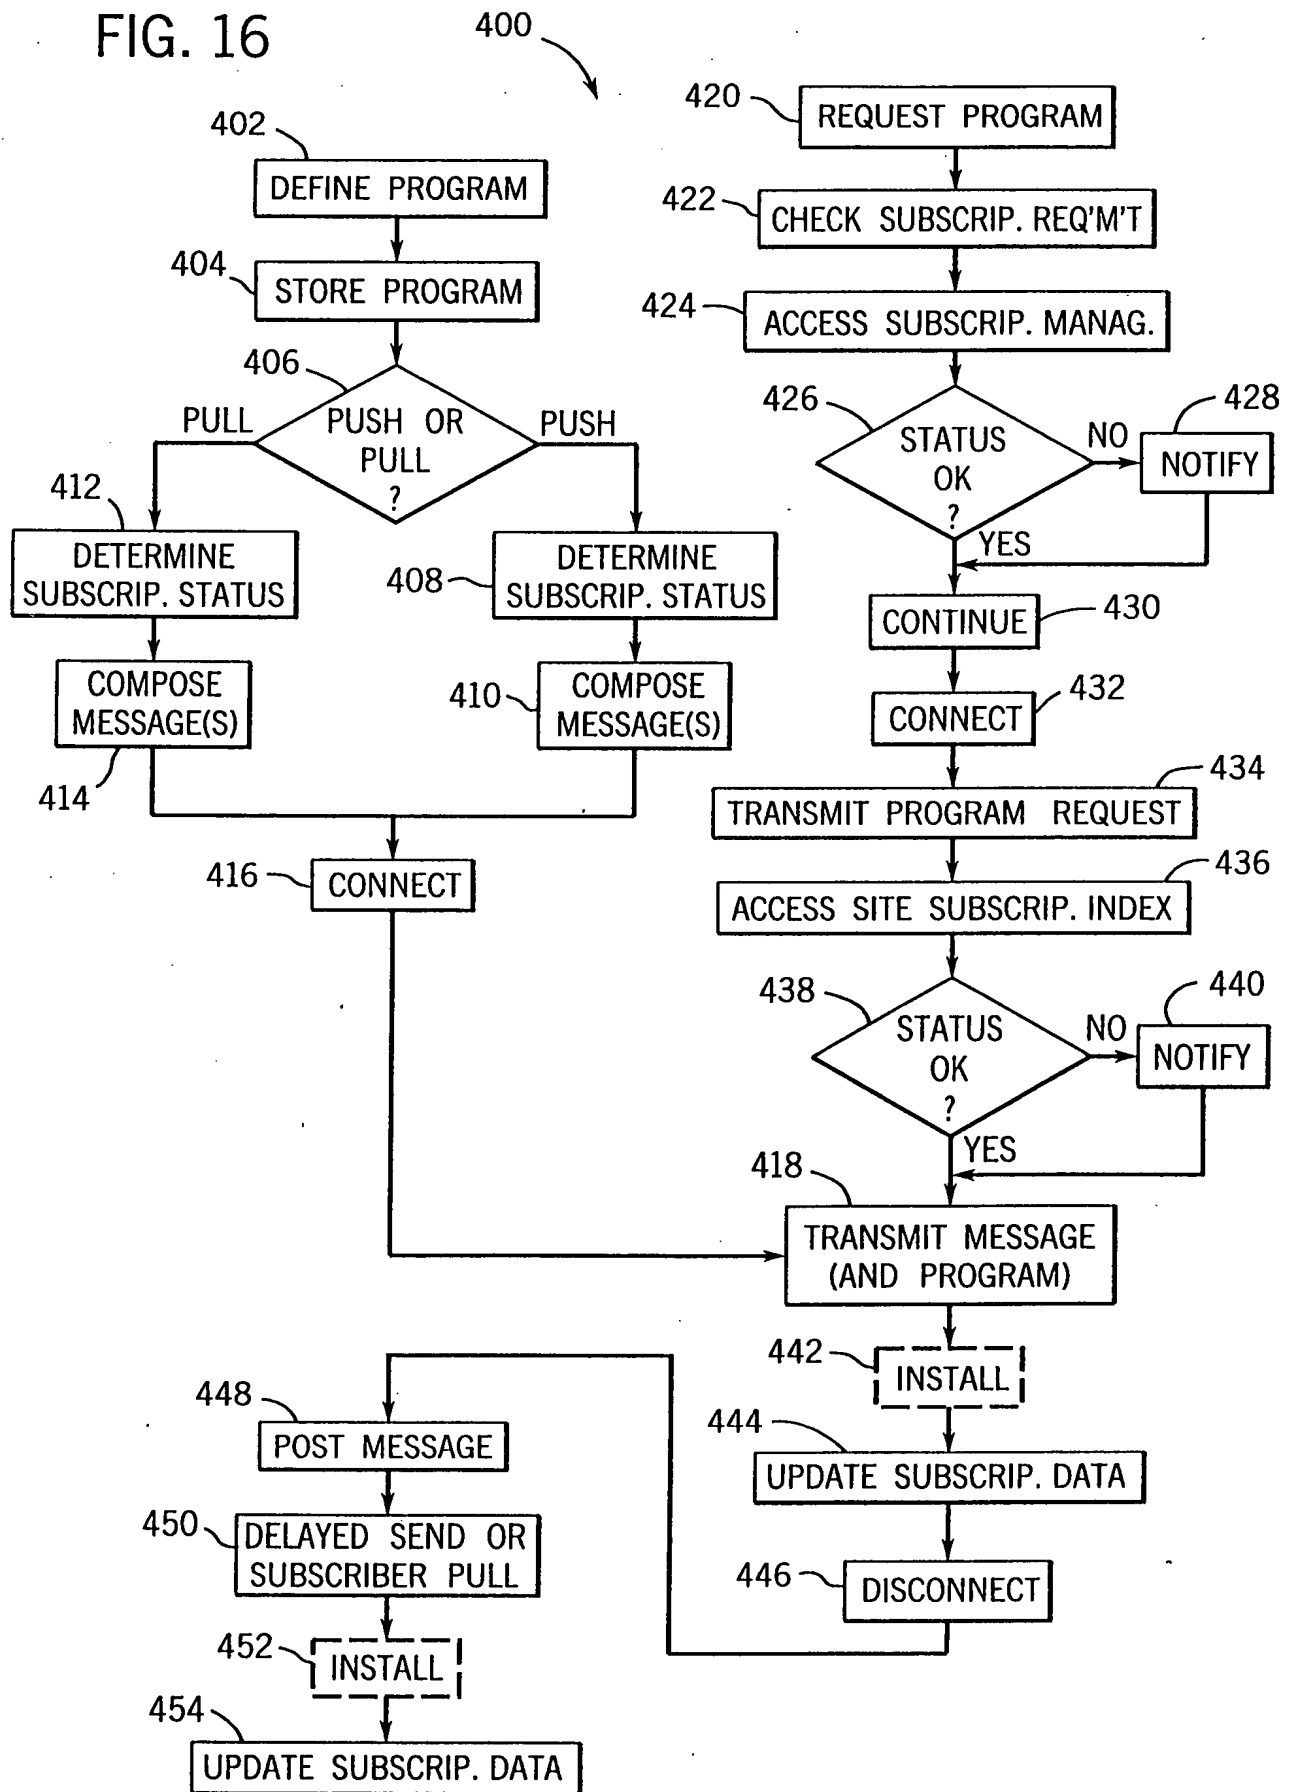 FIG. 16
400
402
DEFINE PROGRAM
404
STORE PROGRAM
406
PUSH OR
PULL
?
PULL
PUSH
412
DETERMINE
SUBSCRIP. STATUS
408
DETERMINE
SUBSCRIP. STATUS
COMPOSE
MESSAGE(S)
414
410
COMPOSE
MESSAGE(S)
416
CONNECT
420
REQUEST PROGRAM
422
CHECK SUBSCRIP. REQ'M'T
424
ACCESS SUBSCRIP. MANAG.
426
STATUS
OK
?
NO
428
NOTIFY
YES
CONTINUE
430
CONNECT
432
434
TRANSMIT PROGRAM REQUEST
436
ACCESS SITE SUBSCRIP. INDEX
438
STATUS
OK
?
NO
440
NOTIFY
YES
418
TRANSMIT MESSAGE
(AND PROGRAM)
442
INSTALL
444
UPDATE SUBSCRIP. DATA
446
DISCONNECT
448
POST MESSAGE
450
DELAYED SEND OR
SUBSCRIBER PULL
452
INSTALL
454
UPDATE SUBSCRIP. DATA